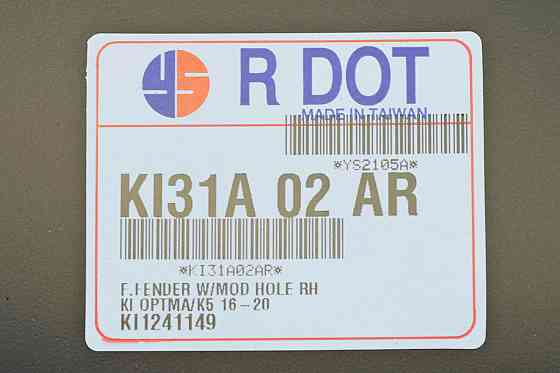 YS R DOT
MADE IN TAIWAN
*YS2105A*
KI31A 02 AR
*KI31A02AR*
F.FENDER W/MOD HOLE RH
KI OPTMA/K5 16-20
KI1241149